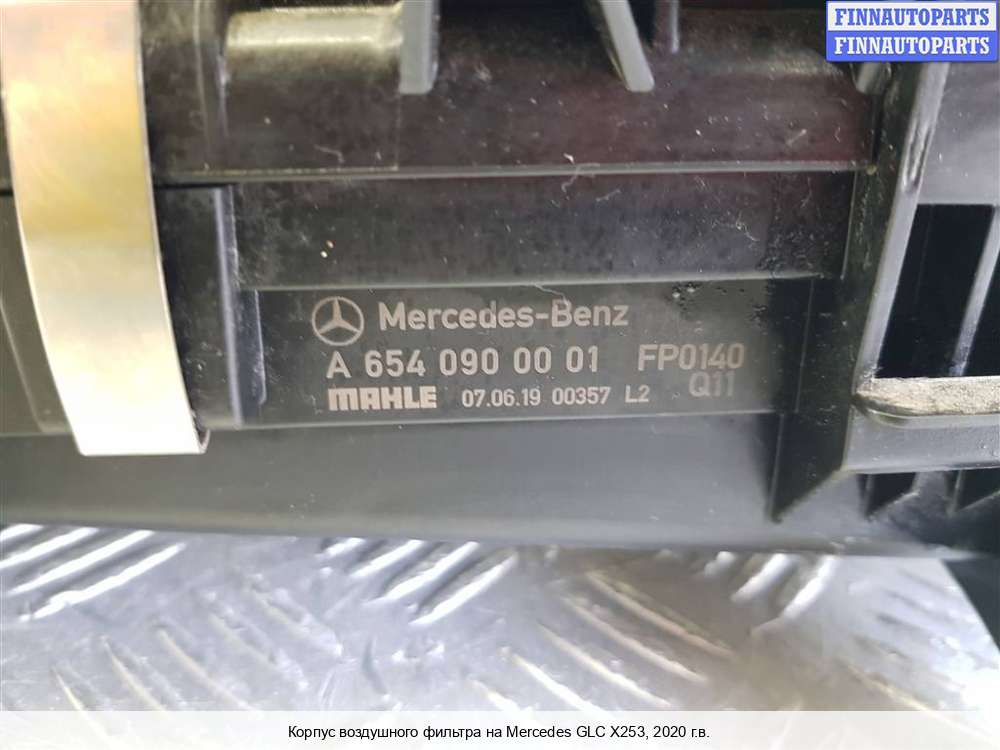 FINNAUTOPARTS
FINNAUTOPARTS
Mercedes-Benz
A 654 090 00 01 FP0140
Q11
MAHLE 07.06.19 00357 L2
Корпус воздушного фильтра на Mercedes GLC X253, 2020 г.в.